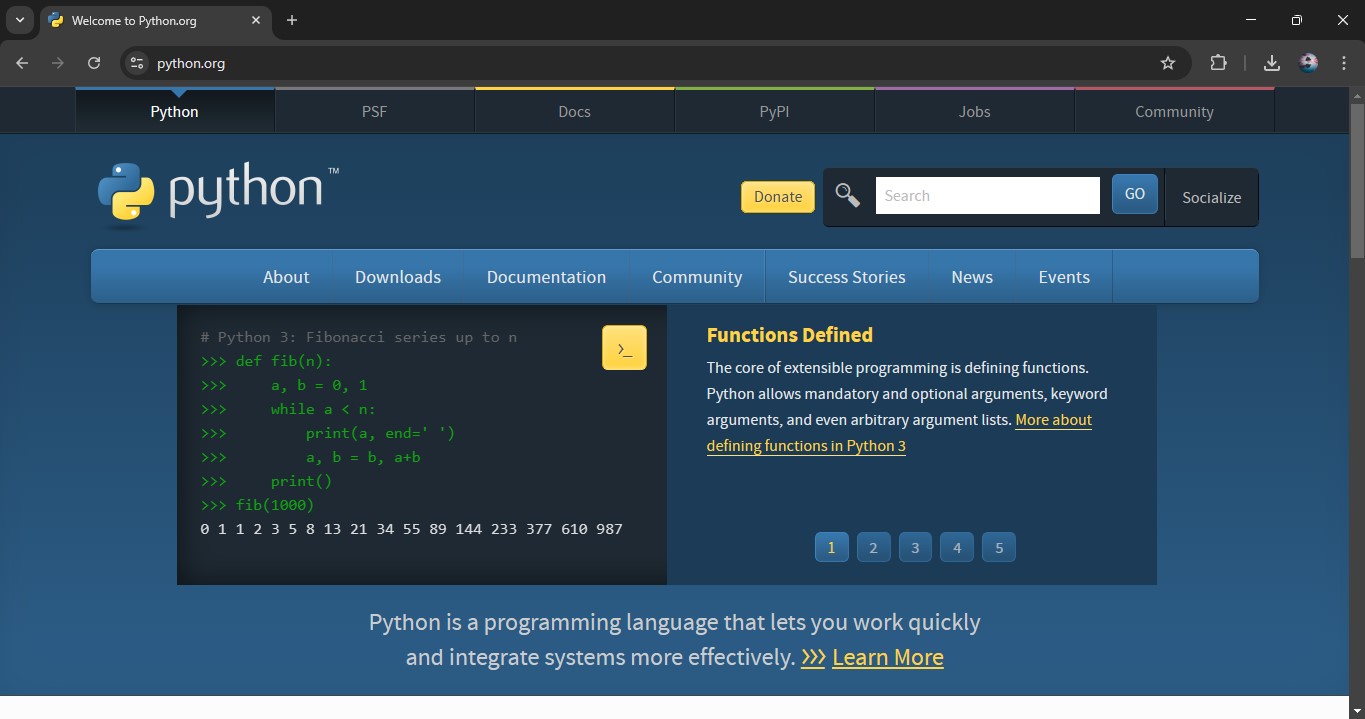 Welcome to Python.org
python.org
Python PSF Docs PyPI Jobs Community
python™
Donate Search GO Socialize
About Downloads Documentation Community Success Stories News Events
# Python 3: Fibonacci series up to n
>>> def fib(n):
>>>     a, b = 0, 1
>>>     while a < n:
>>>         print(a, end=' ')
>>>         a, b = b, a+b
>>>     print()
>>> fib(1000)
0 1 1 2 3 5 8 13 21 34 55 89 144 233 377 610 987
>_
Functions Defined
The core of extensible programming is defining functions.
Python allows mandatory and optional arguments, keyword
arguments, and even arbitrary argument lists. More about
defining functions in Python 3
1 2 3 4 5
Python is a programming language that lets you work quickly
and integrate systems more effectively. >>> Learn More